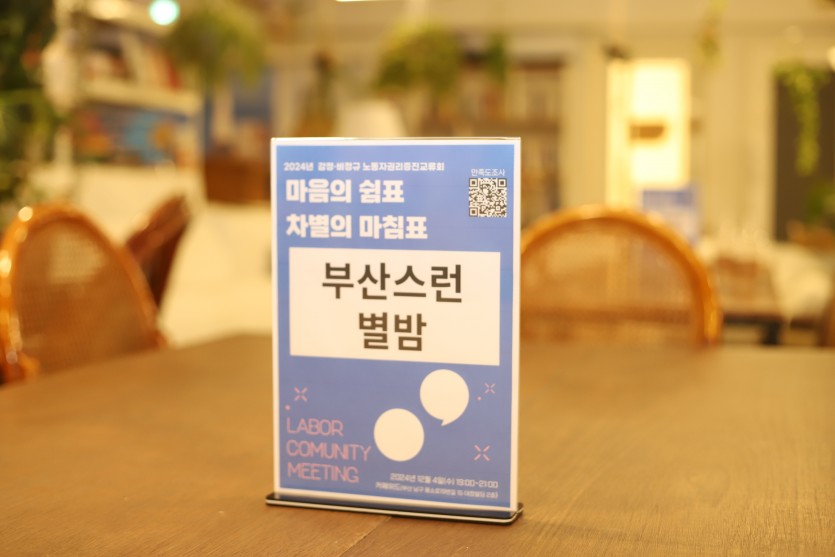 2024년 감정·비정규 노동자권리증진교류회
만족도조사
마음의 쉼표
차별의 마침표
부산스런
별밤
LABOR
COMUNITY
MEETING
2024년 12월 4일(수) 19:00-21:00